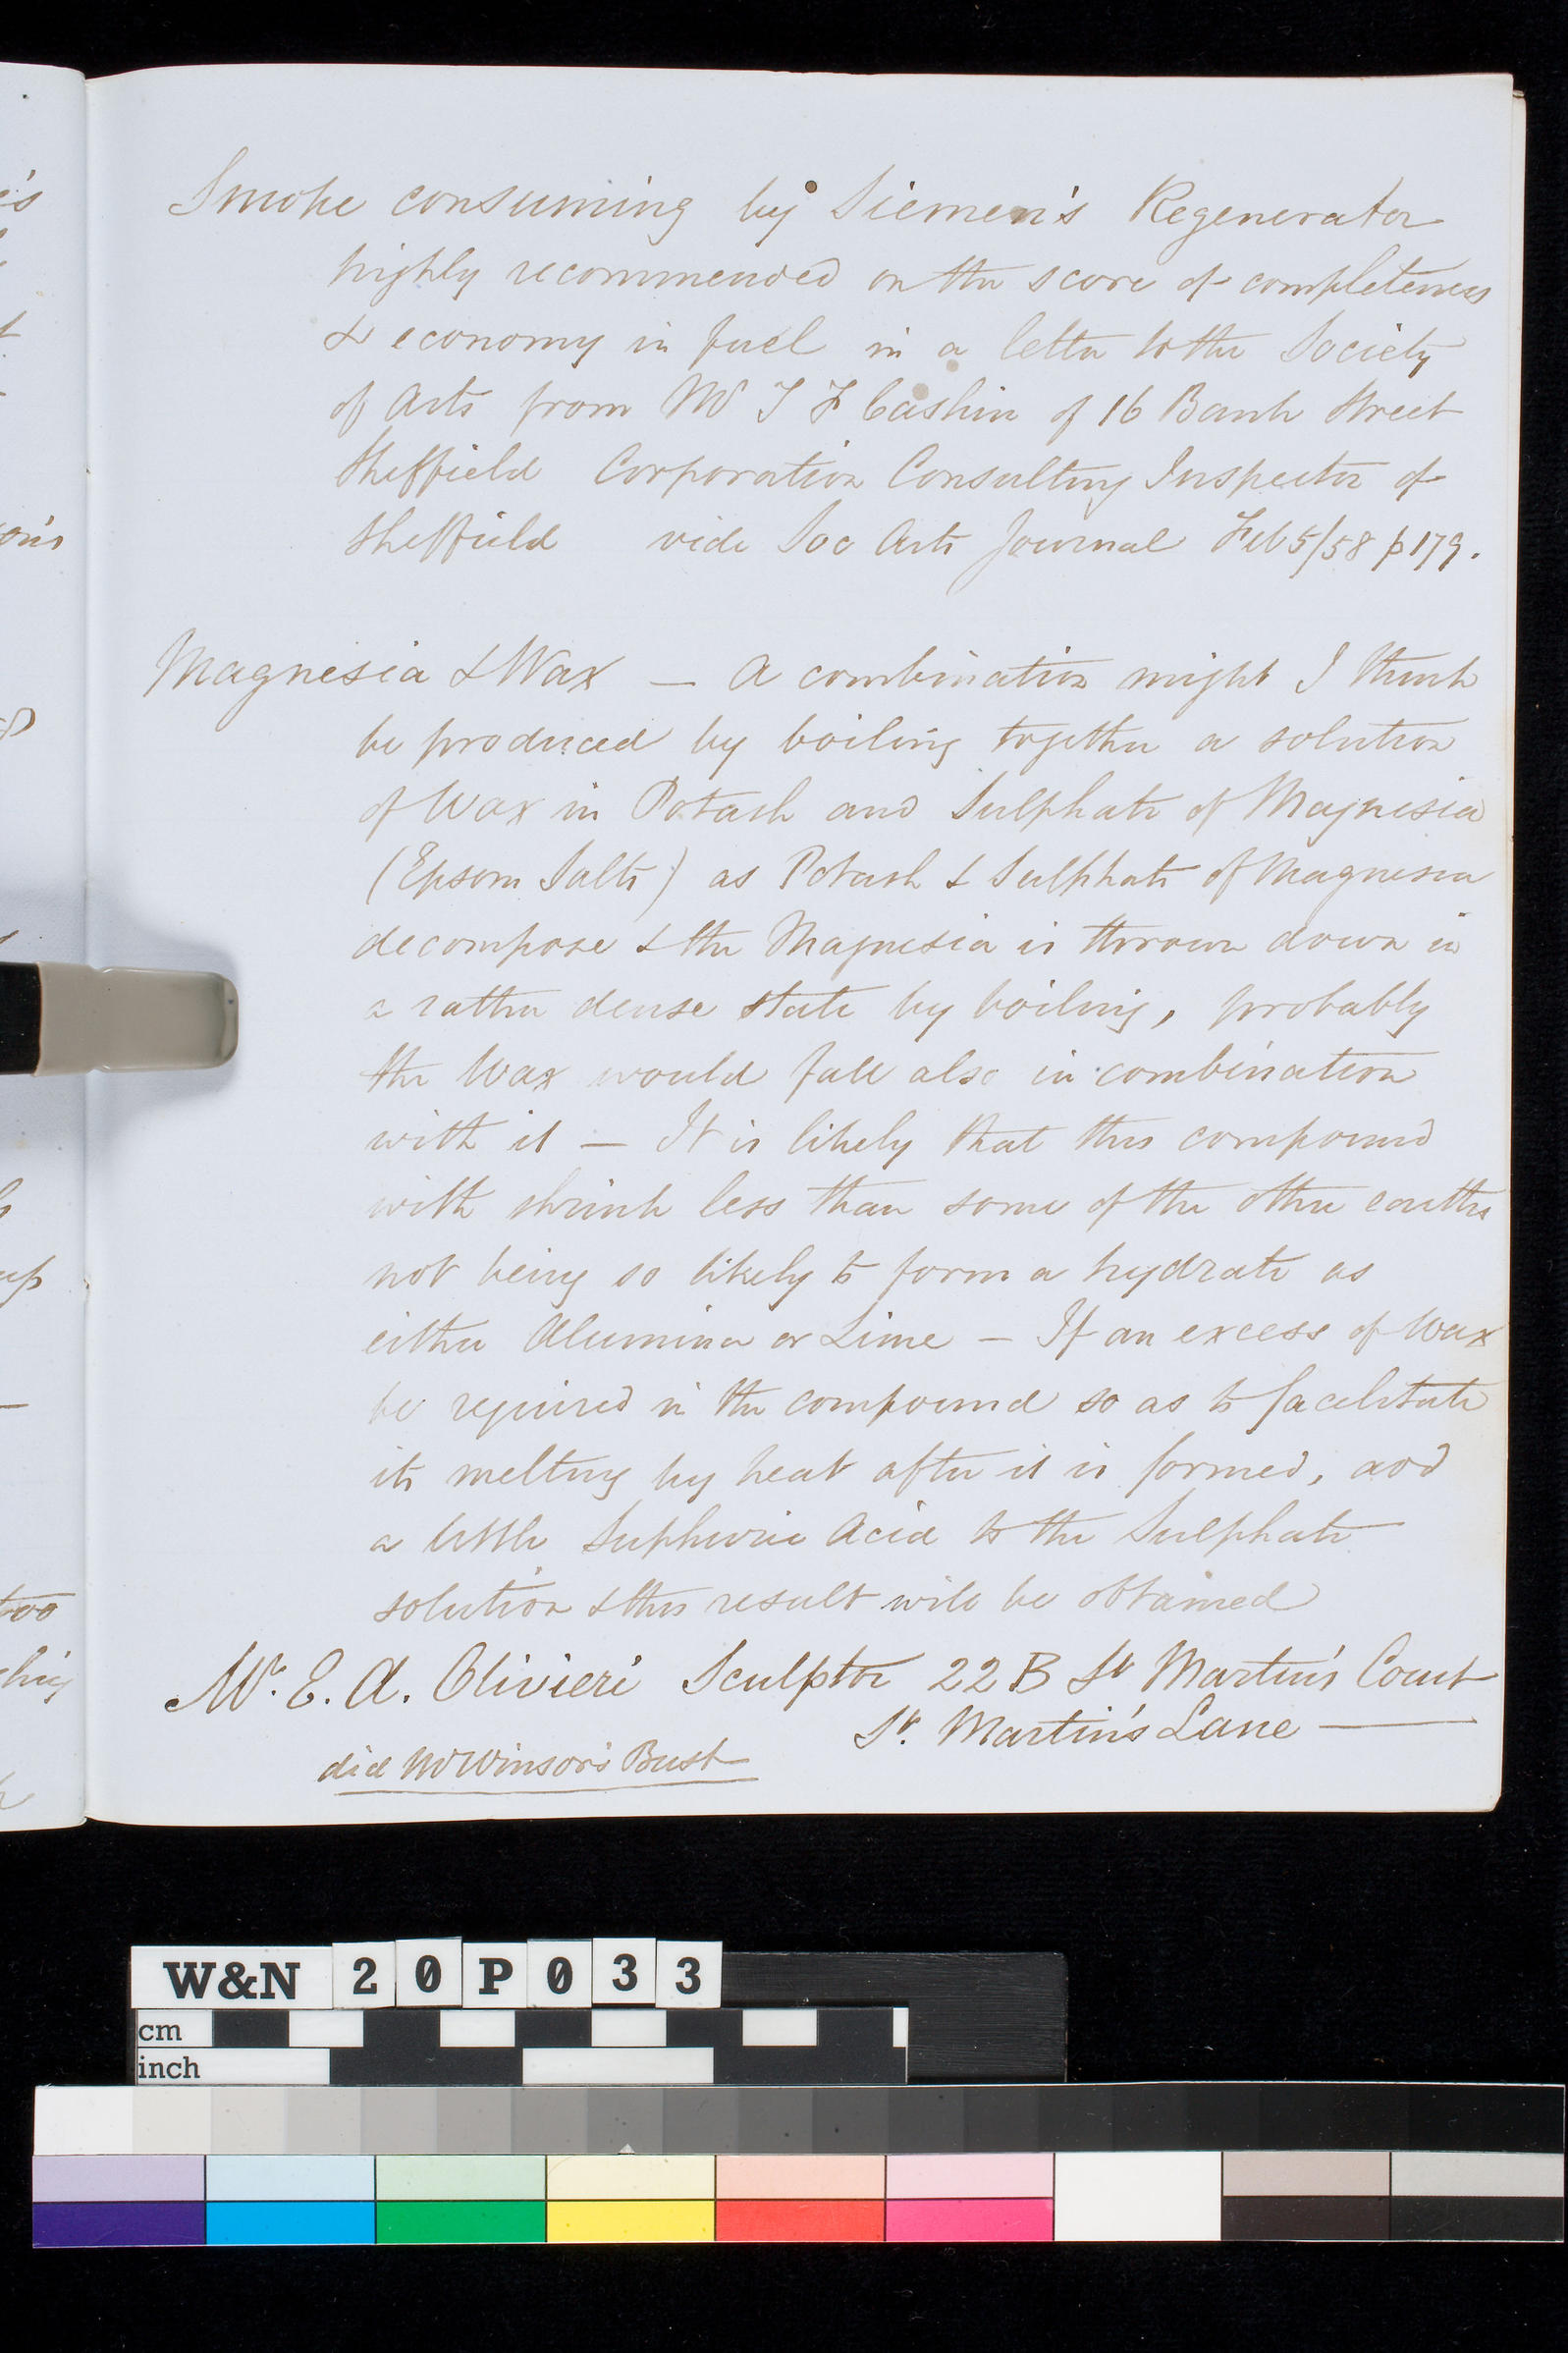 Smoke consuming by Siemen's Regenerator
highly recommended on the score of completeness
& economy in fuel in a letter to the Society
of Arts from Mr J F Cashin of 16 Bank Street
Sheffield Corporation Consulting Inspector of
Sheffield vide Soc Arts Journal Feb 5/58 p 179.
Magnesia & Wax — A combination might I think
be produced by boiling together a solution
of Wax in Potash and Sulphate of Magnesia
(Epsom Salts) as Potash & Sulphate of Magnesia
decompose & the Magnesia is thrown down in
a rather dense state by boiling, probably
the Wax would fall also in combination
with it — It is likely that this compound
with shrink less than some of the other earths
not being so likely to form a hydrate as
either Alumina or Lime — If an excess of Wax
be required in the compound so as to facilitate
its melting by heat after it is formed, add
a little Suphuric Acid to the Sulphate
solution & this result will be obtained
Mr. E. A. Olivieri Sculptor 22 B St Martin's Court
St. Martin's Lane —
did Mr Winsor's Bust
's
on's
up
too
W&N 20P033
cm
inch